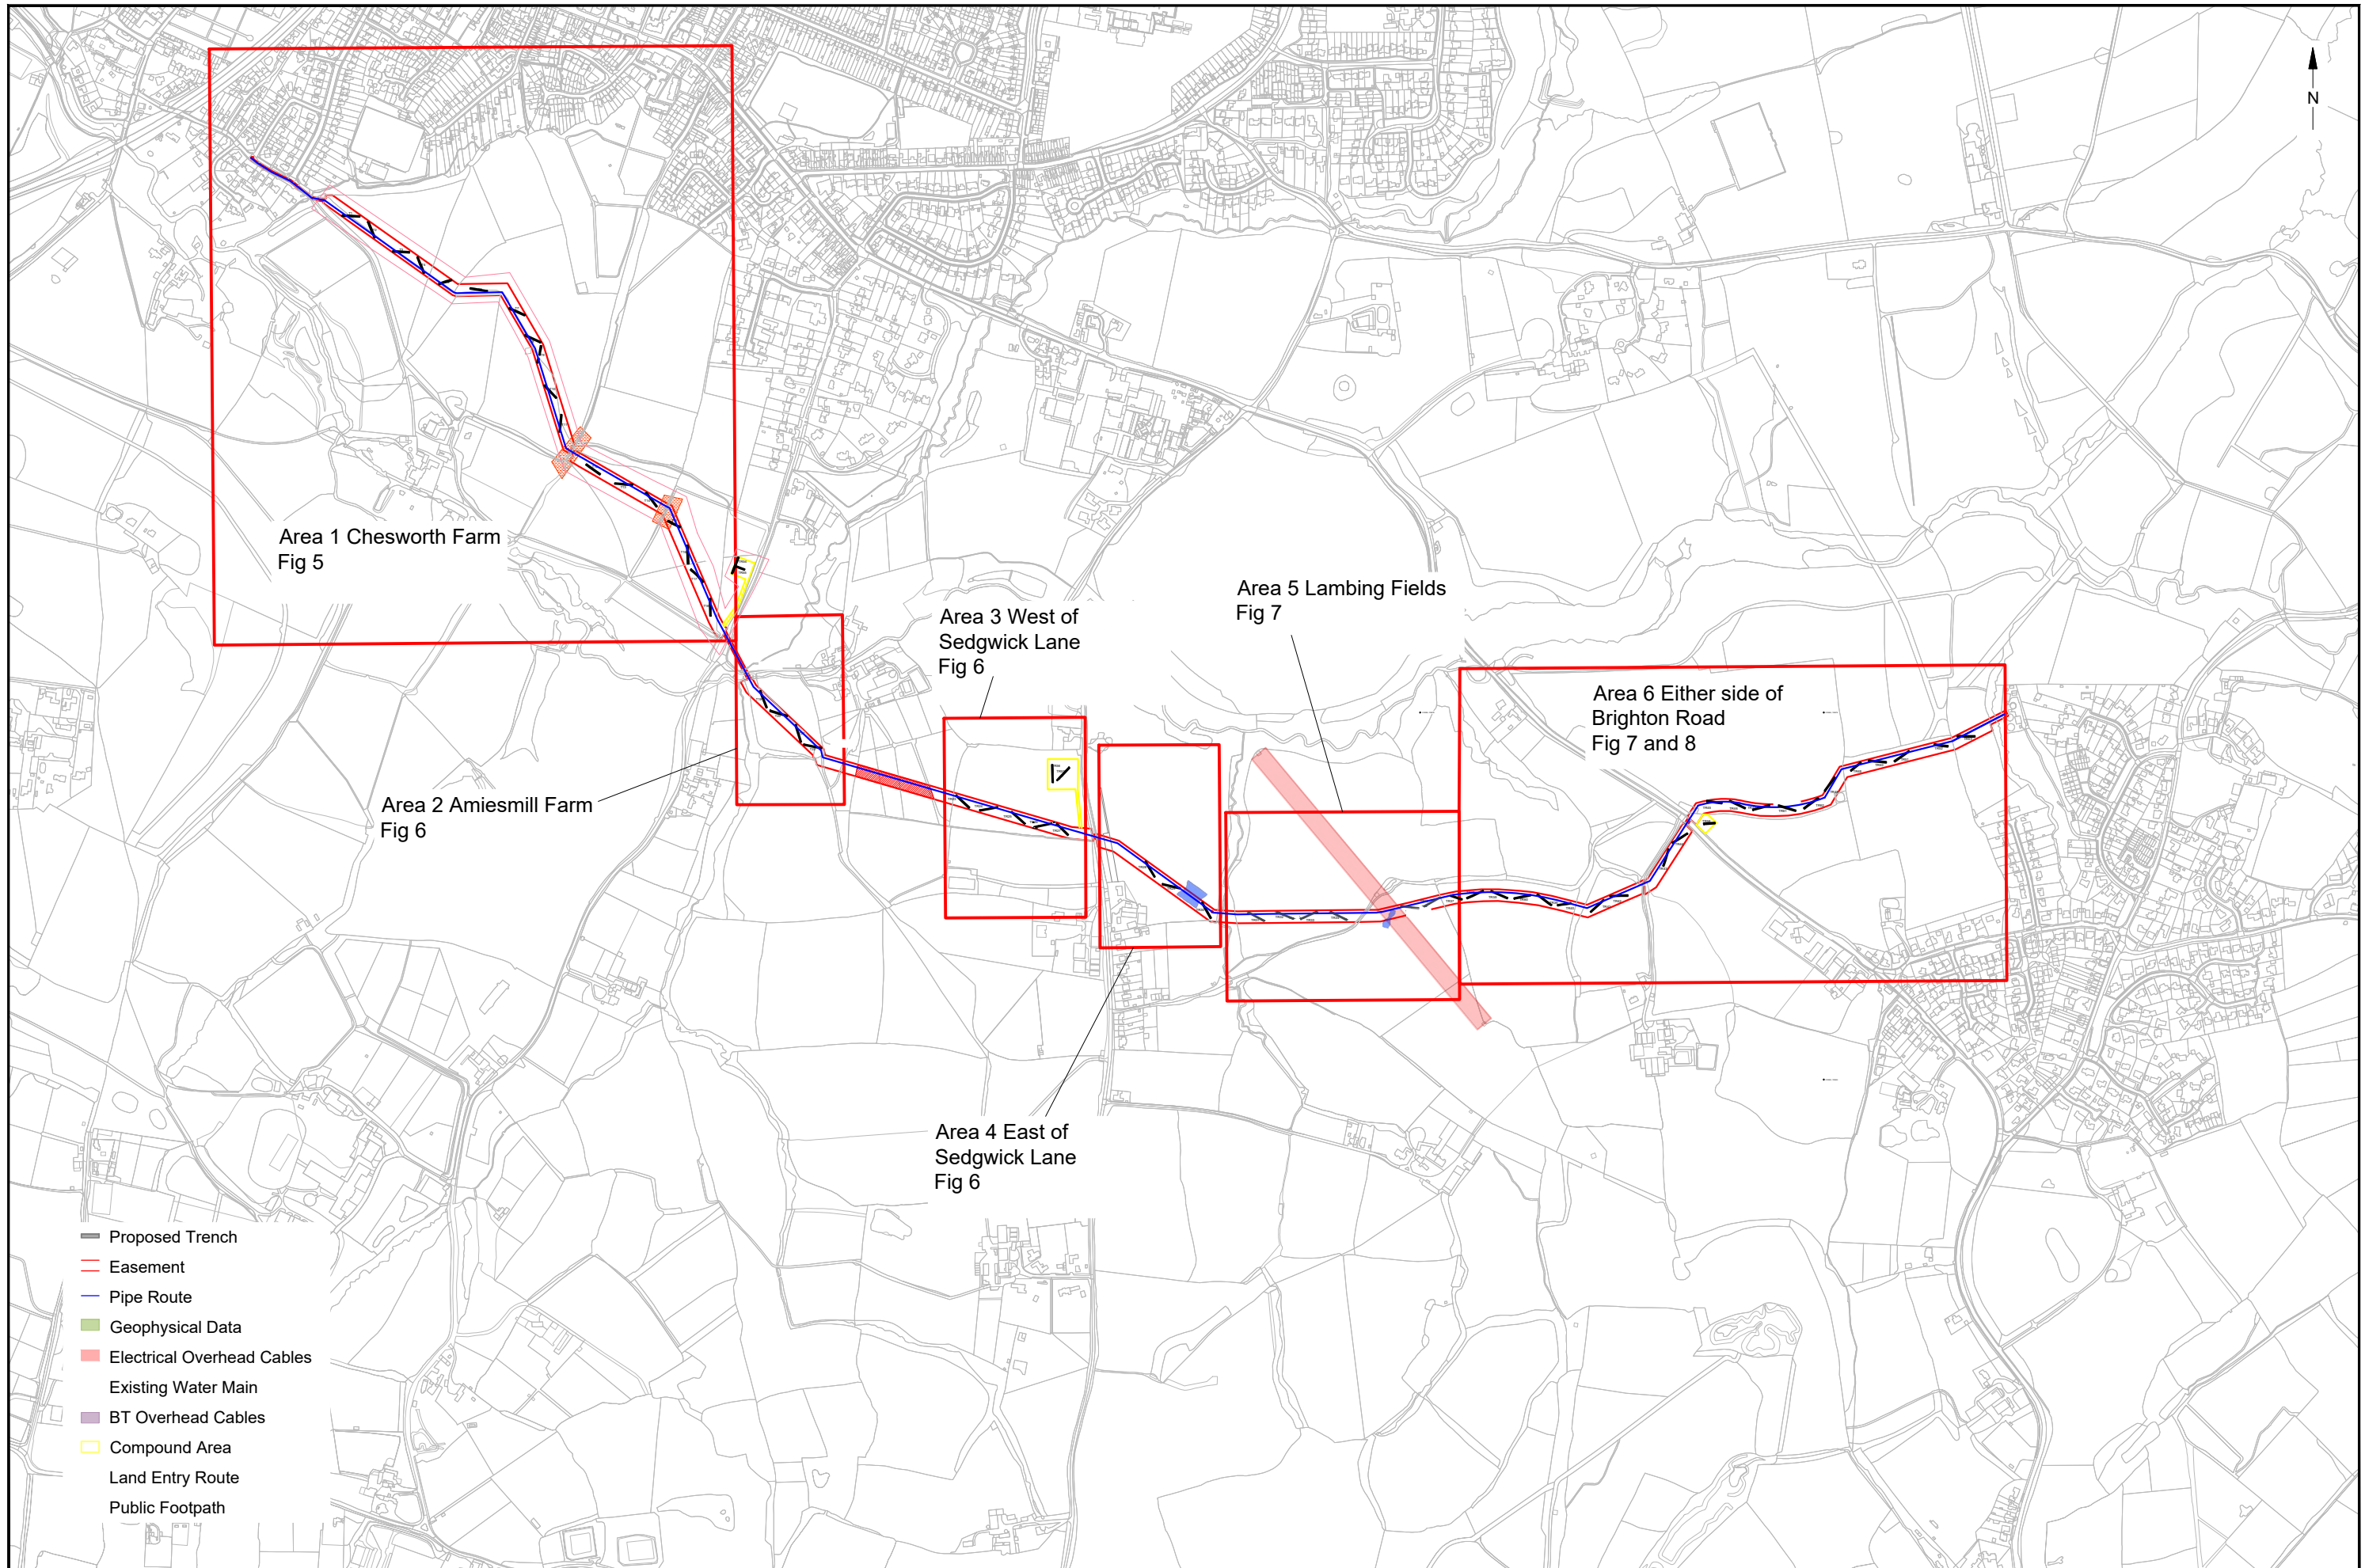 N
Area 1 Chesworth Farm
Fig 5
Area 5 Lambing Fields
Fig 7
Area 3 West of
Sedgwick Lane
Fig 6
Area 6 Either side of
Brighton Road
Fig 7 and 8
Area 2 Amiesmill Farm
Fig 6
Area 4 East of
Sedgwick Lane
Fig 6
Proposed Trench
Easement
Pipe Route
Geophysical Data
Electrical Overhead Cables
Existing Water Main
BT Overhead Cables
Compound Area
Land Entry Route
Public Footpath